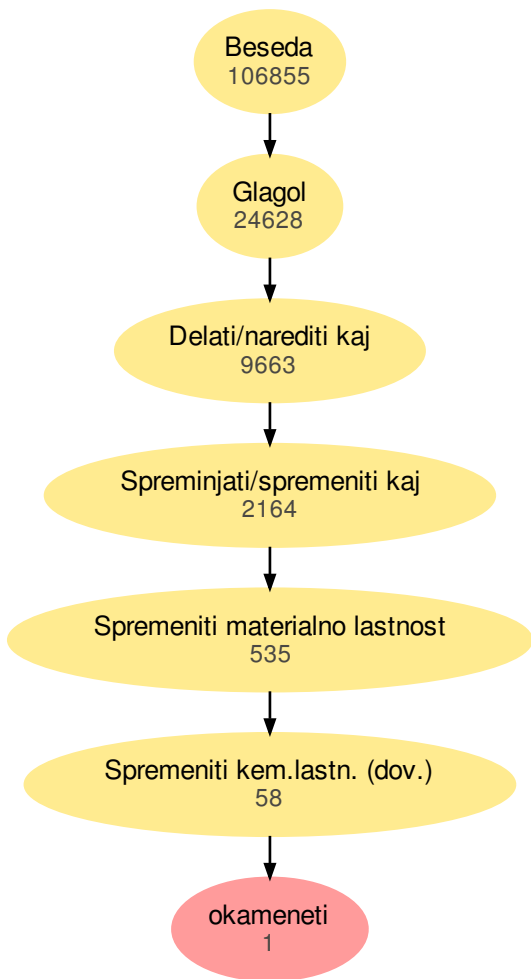 Beseda
106855
Glagol
24628
Delati/narediti kaj
9663
Spreminjati/spremeniti kaj
2164
Spremeniti materialno lastnost
535
Spremeniti kem.lastn. (dov.)
58
okameneti
1